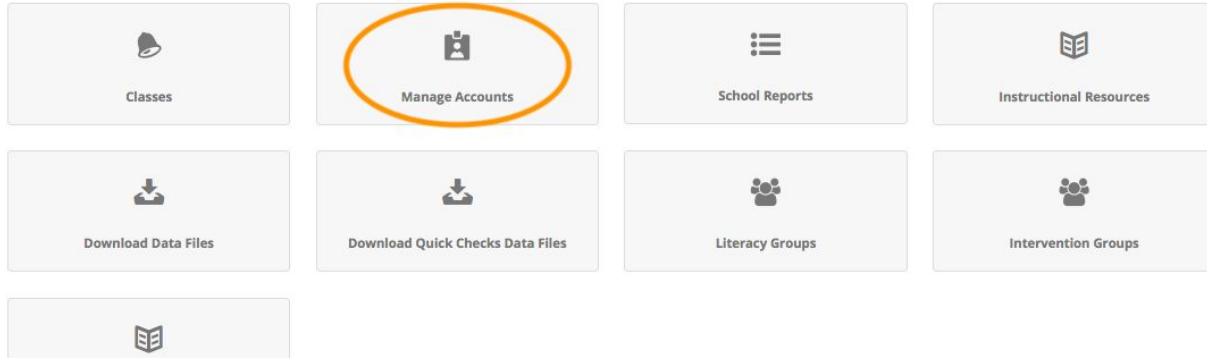 Classes
Manage Accounts
School Reports
Instructional Resources
Download Data Files
Download Quick Checks Data Files
Literacy Groups
Intervention Groups